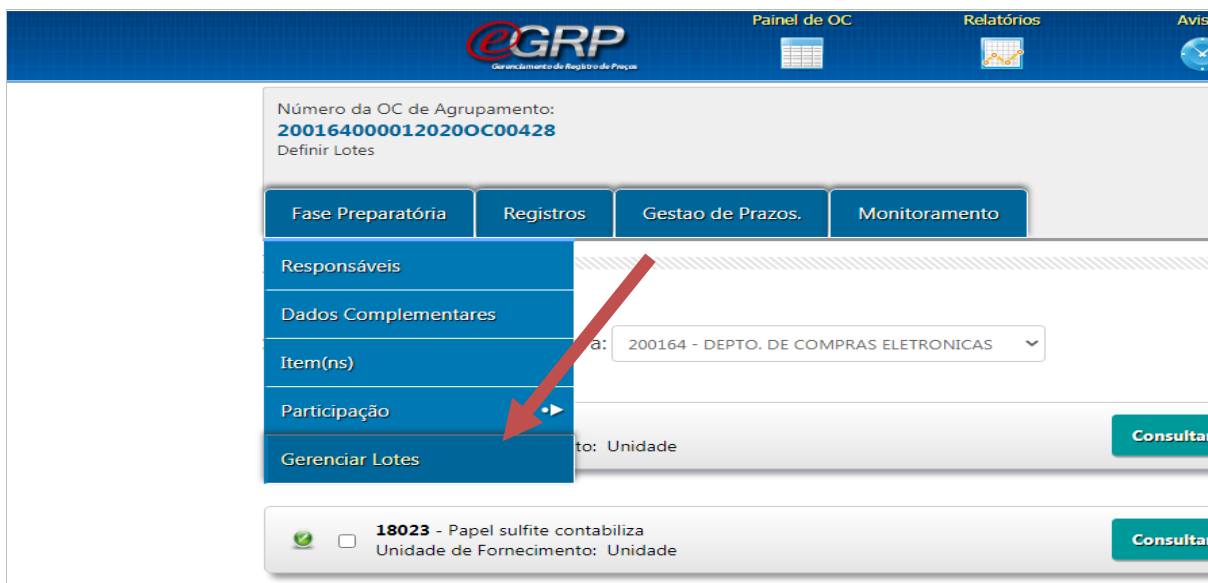 Painel de OC
Relatórios
Avis
eGRP
Gerenciamento de Registro de Preços
Número da OC de Agrupamento:
200164000012020OC00428
Definir Lotes
Fase Preparatória
Registros
Gestao de Prazos.
Monitoramento
Responsáveis
Dados Complementares
a: 200164 - DEPTO. DE COMPRAS ELETRONICAS
Item(ns)
Participação
Gerenciar Lotes
to: Unidade
Consultar
18023 - Papel sulfite contabiliza
Unidade de Fornecimento: Unidade
Consultar